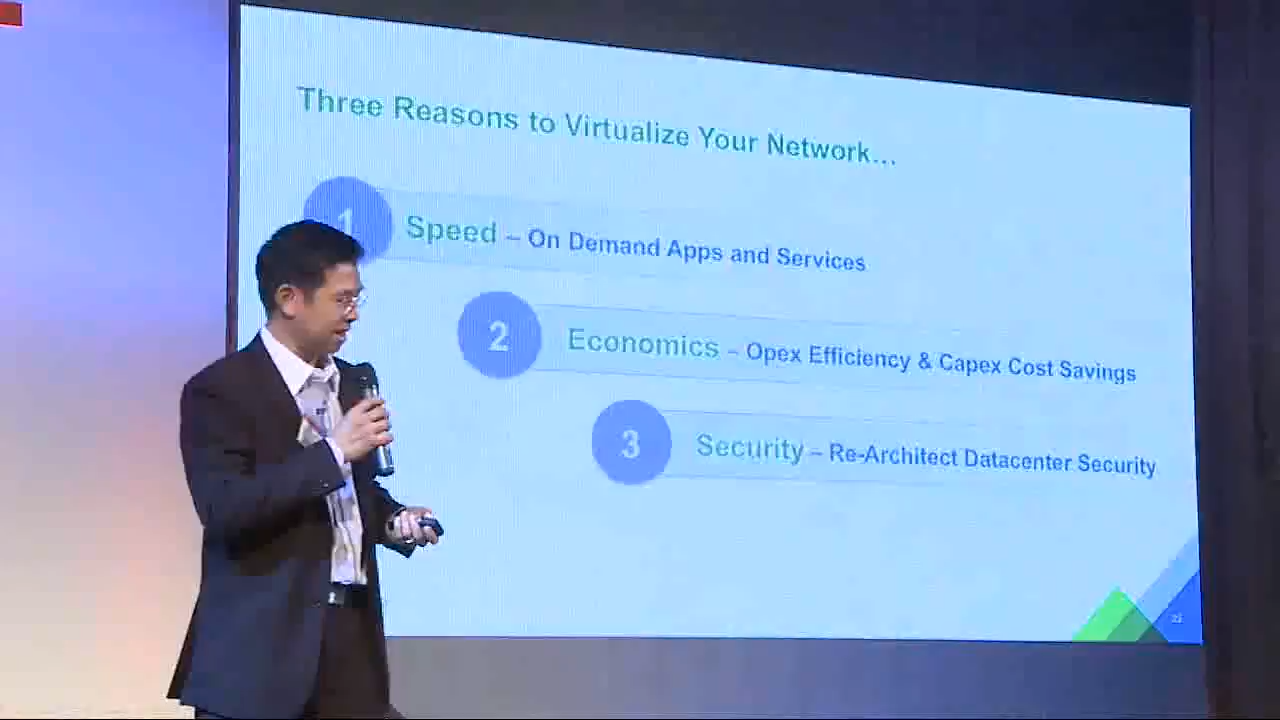 Three Reasons to Virtualize Your Network...
1
Speed – On Demand Apps and Services
2
Economics – Opex Efficiency & Capex Cost Savings
3
Security – Re-Architect Datacenter Security